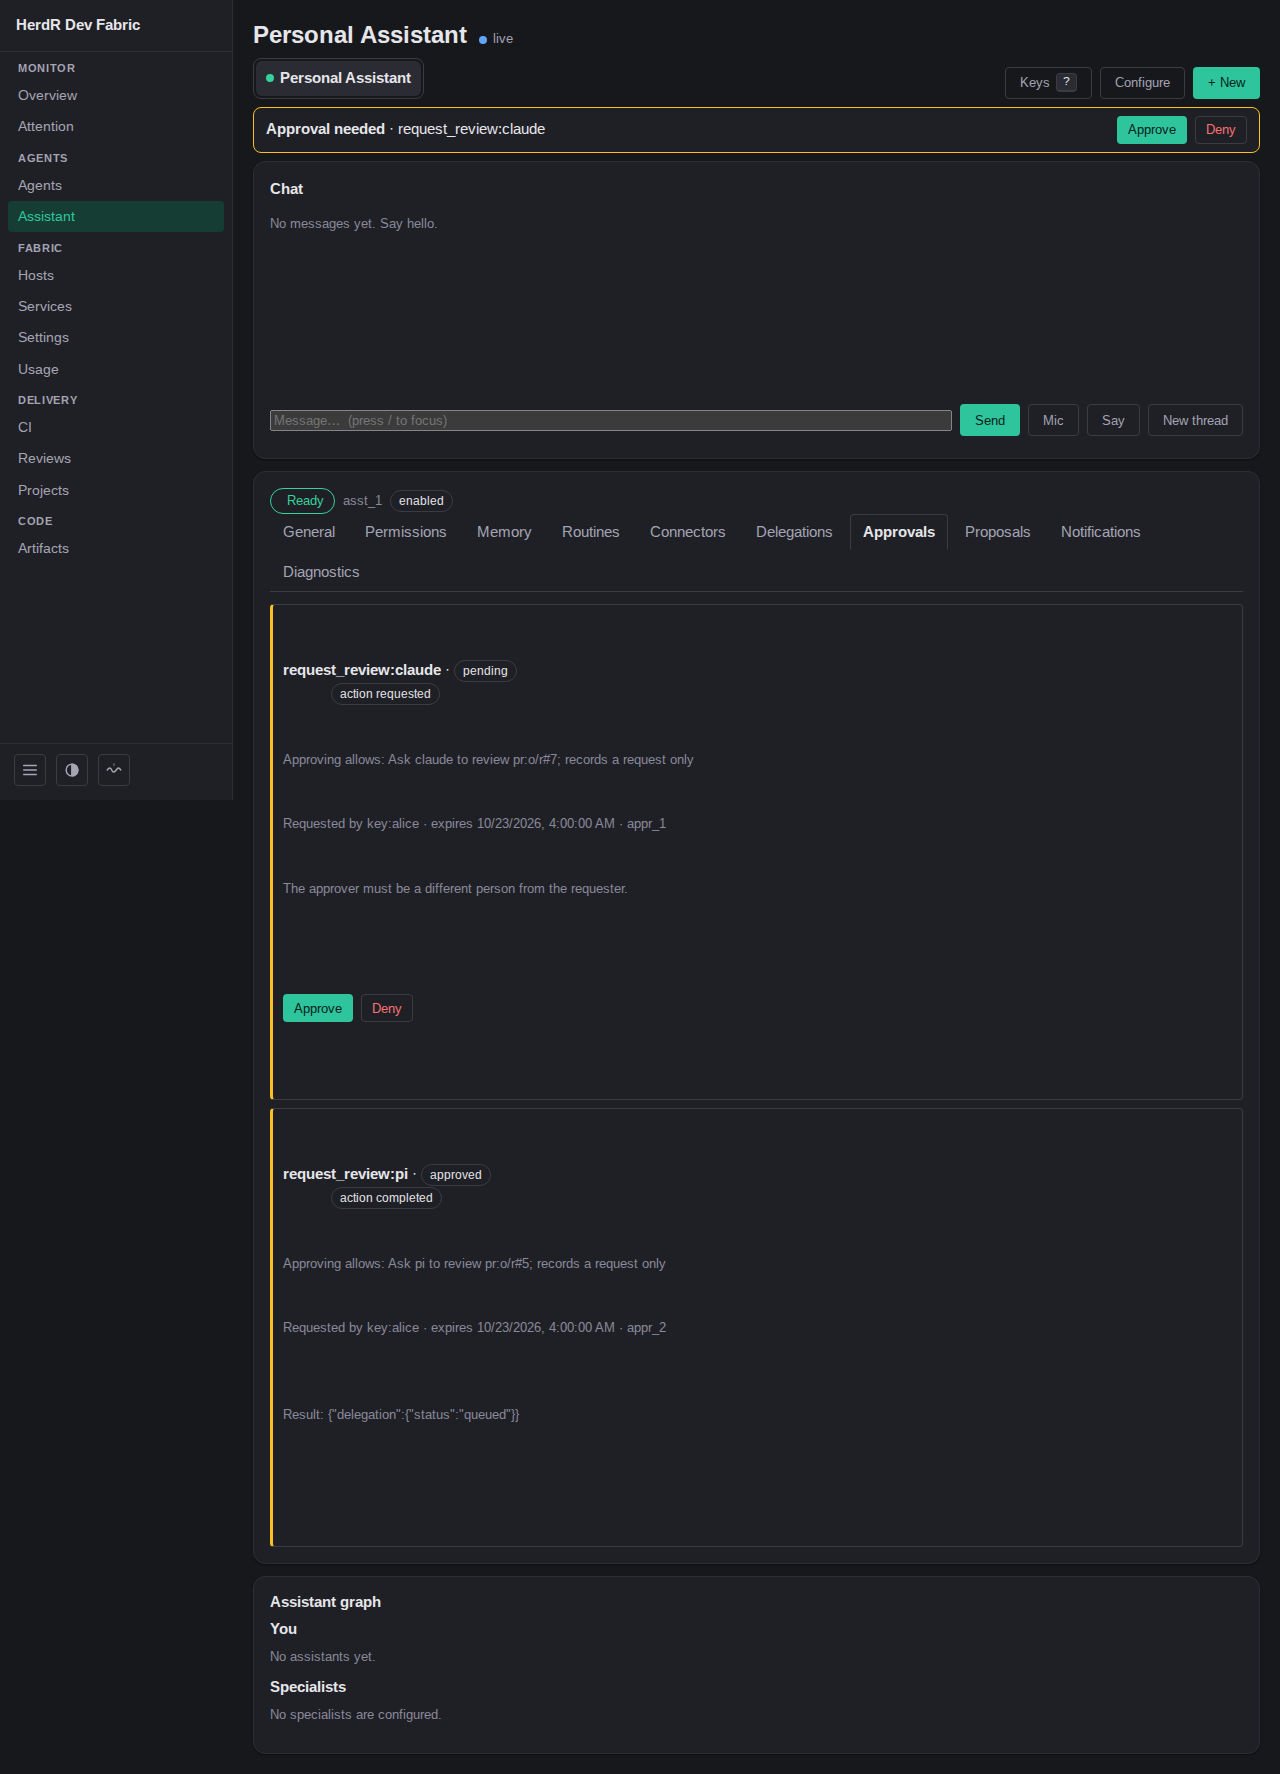 HerdR Dev Fabric
MONITOR
Overview
Attention
AGENTS
Agents
Assistant
FABRIC
Hosts
Services
Settings
Usage
DELIVERY
CI
Reviews
Projects
CODE
Artifacts
Personal Assistant live
Personal Assistant
Keys ? Configure + New
Approval needed · request_review:claude Approve Deny
Chat
No messages yet. Say hello.
Message… (press / to focus) Send Mic Say New thread
Ready asst_1 enabled
General Permissions Memory Routines Connectors Delegations Approvals Proposals Notifications
Diagnostics
request_review:claude · pending
action requested
Approving allows: Ask claude to review pr:o/r#7; records a request only
Requested by key:alice · expires 10/23/2026, 4:00:00 AM · appr_1
The approver must be a different person from the requester.
Approve Deny
request_review:pi · approved
action completed
Approving allows: Ask pi to review pr:o/r#5; records a request only
Requested by key:alice · expires 10/23/2026, 4:00:00 AM · appr_2
Result: {"delegation":{"status":"queued"}}
Assistant graph
You
No assistants yet.
Specialists
No specialists are configured.